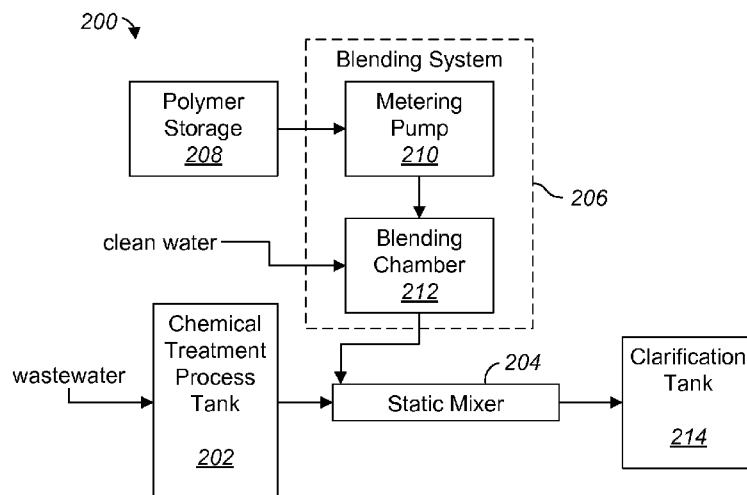 200
Blending System
Polymer
Storage
208
Metering
Pump
210
206
clean water
Blending
Chamber
212
Chemical
Treatment
Process
Tank
202
wastewater
204
Static Mixer
Clarification
Tank
214